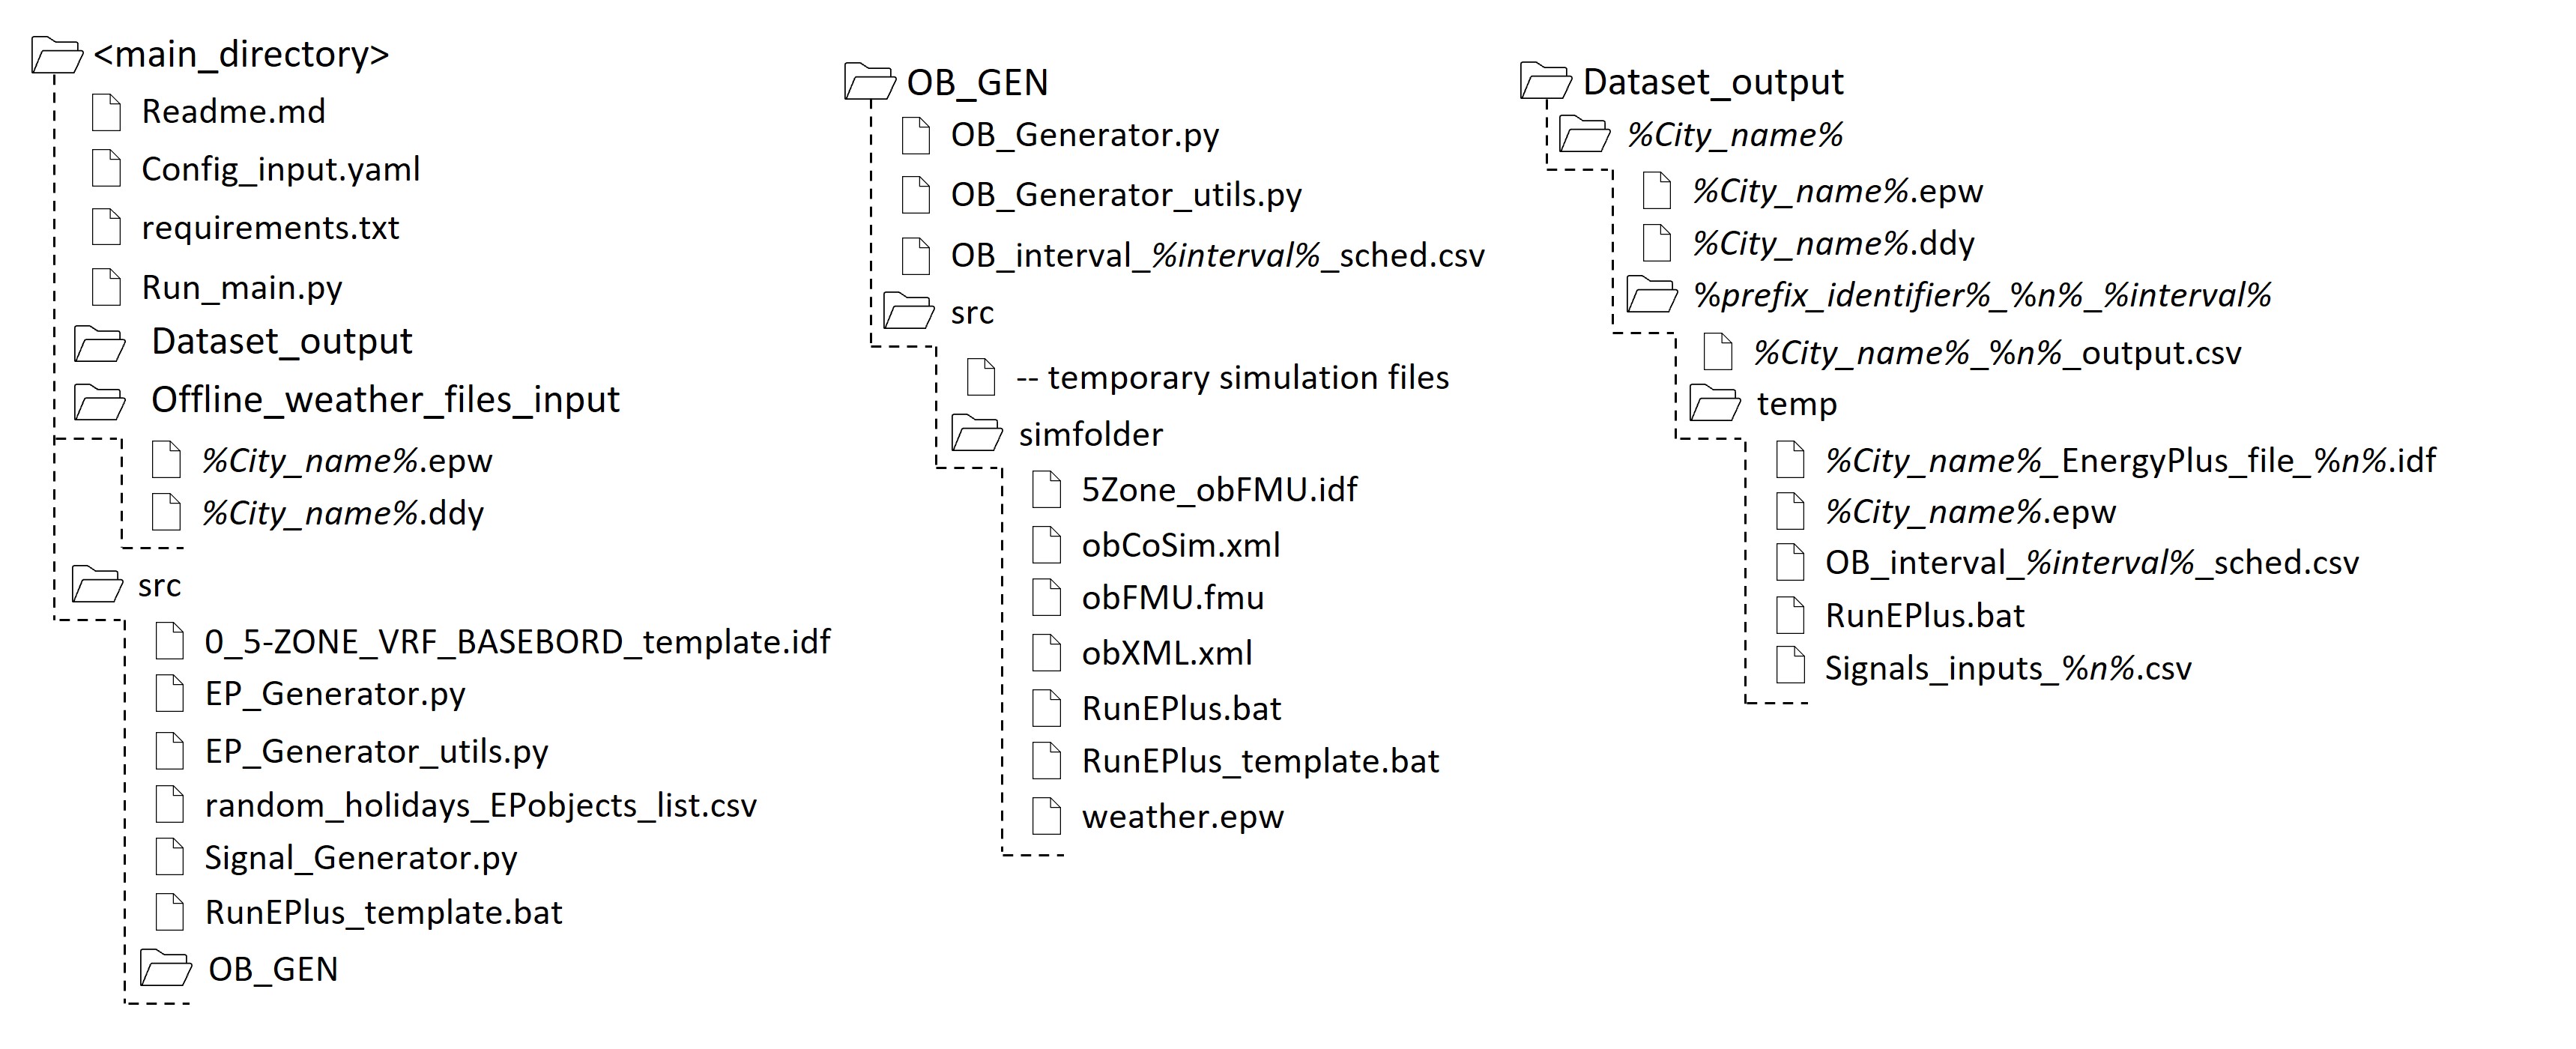 <main_directory>
Readme.md
Config_input.yaml
requirements.txt
Run_main.py
Dataset_output
Offline_weather_files_input
%City_name%.epw
%City_name%.ddy
src
0_5-ZONE_VRF_BASEBORD_template.idf
EP_Generator.py
EP_Generator_utils.py
random_holidays_EPobjects_list.csv
Signal_Generator.py
RunEPlus_template.bat
OB_GEN
OB_GEN
OB_Generator.py
OB_Generator_utils.py
OB_interval_%interval%_sched.csv
src
-- temporary simulation files
simfolder
5Zone_obFMU.idf
obCoSim.xml
obFMU.fmu
obXML.xml
RunEPlus.bat
RunEPlus_template.bat
weather.epw
Dataset_output
%City_name%
%City_name%.epw
%City_name%.ddy
%prefix_identifier%_%n%_%interval%
%City_name%_%n%_output.csv
temp
%City_name%_EnergyPlus_file_%n%.idf
%City_name%.epw
OB_interval_%interval%_sched.csv
RunEPlus.bat
Signals_inputs_%n%.csv